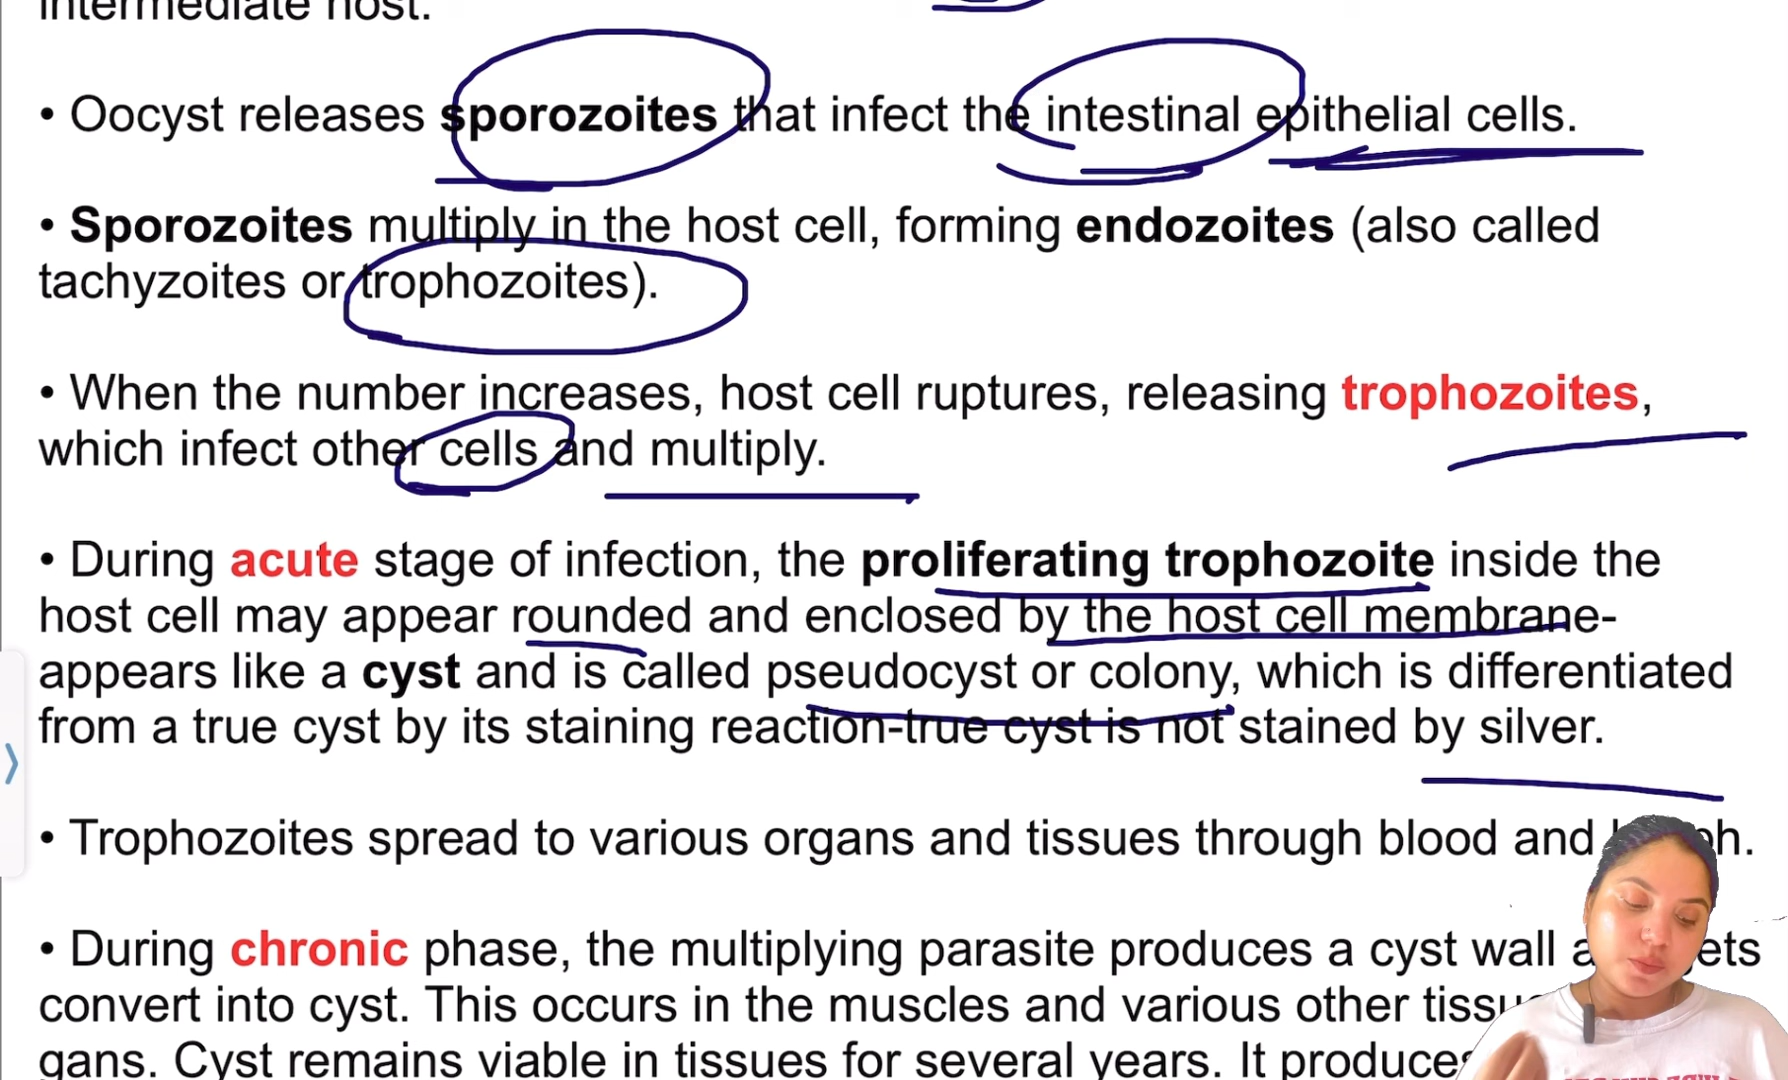 intermediate host.
• Oocyst releases sporozoites that infect the intestinal epithelial cells.
• Sporozoites multiply in the host cell, forming endozoites (also called
tachyzoites or trophozoites).
• When the number increases, host cell ruptures, releasing trophozoites,
which infect other cells and multiply.
• During acute stage of infection, the proliferating trophozoite inside the
host cell may appear rounded and enclosed by the host cell membrane-
appears like a cyst and is called pseudocyst or colony, which is differentiated
from a true cyst by its staining reaction-true cyst is not stained by silver.
• Trophozoites spread to various organs and tissues through blood and
• During chronic phase, the multiplying parasite produces a cyst wall
convert into cyst. This occurs in the muscles and various other
gans. Cyst remains viable in tissues for several years. It